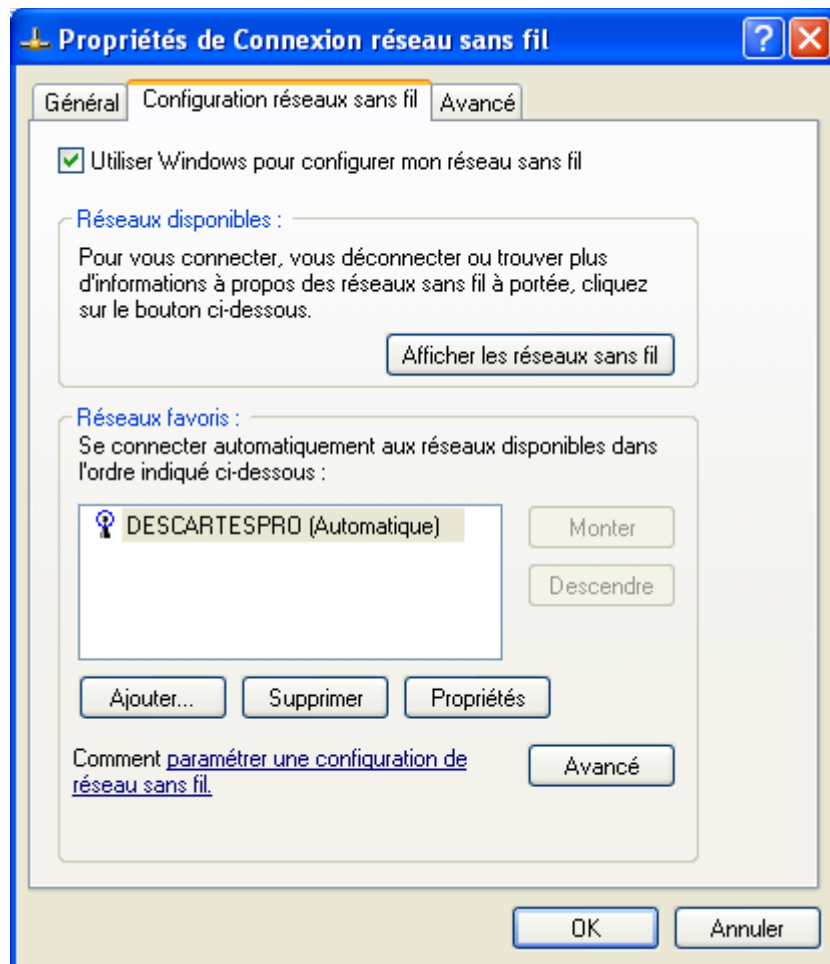 Propriétés de Connexion réseau sans fil
Général
Configuration réseaux sans fil
Avancé
Utiliser Windows pour configurer mon réseau sans fil
Réseaux disponibles :
Pour vous connecter, vous déconnecter ou trouver plus
d'informations à propos des réseaux sans fil à portée, cliquez
sur le bouton ci-dessous.
Afficher les réseaux sans fil
Réseaux favoris :
Se connecter automatiquement aux réseaux disponibles dans
l'ordre indiqué ci-dessous :
DESCARTESPRO (Automatique)
Monter
Descendre
Ajouter...
Supprimer
Propriétés
Comment paramétrer une configuration de
réseau sans fil.
Avancé
OK
Annuler